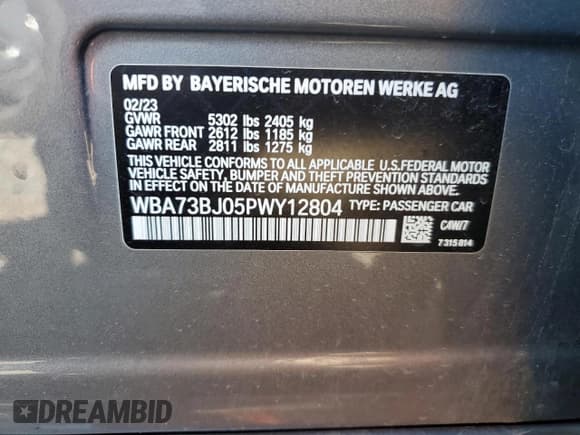 MFD BY BAYERISCHE MOTOREN WERKE AG
02/23
GVWR 5302 lbs 2405 kg
GAWR FRONT 2612 lbs 1185 kg
GAWR REAR 2811 lbs 1275 kg
THIS VEHICLE CONFORMS TO ALL APPLICABLE U.S.FEDERAL MOTOR
VEHICLE SAFETY, BUMPER AND THEFT PREVENTION STANDARDS
IN EFFECT ON THE DATE OF MANUFACTURE SHOWN ABOVE.
WBA73BJ05PWY12804 TYPE: PASSENGER CAR
C4W/7
7315814
DREAMBID